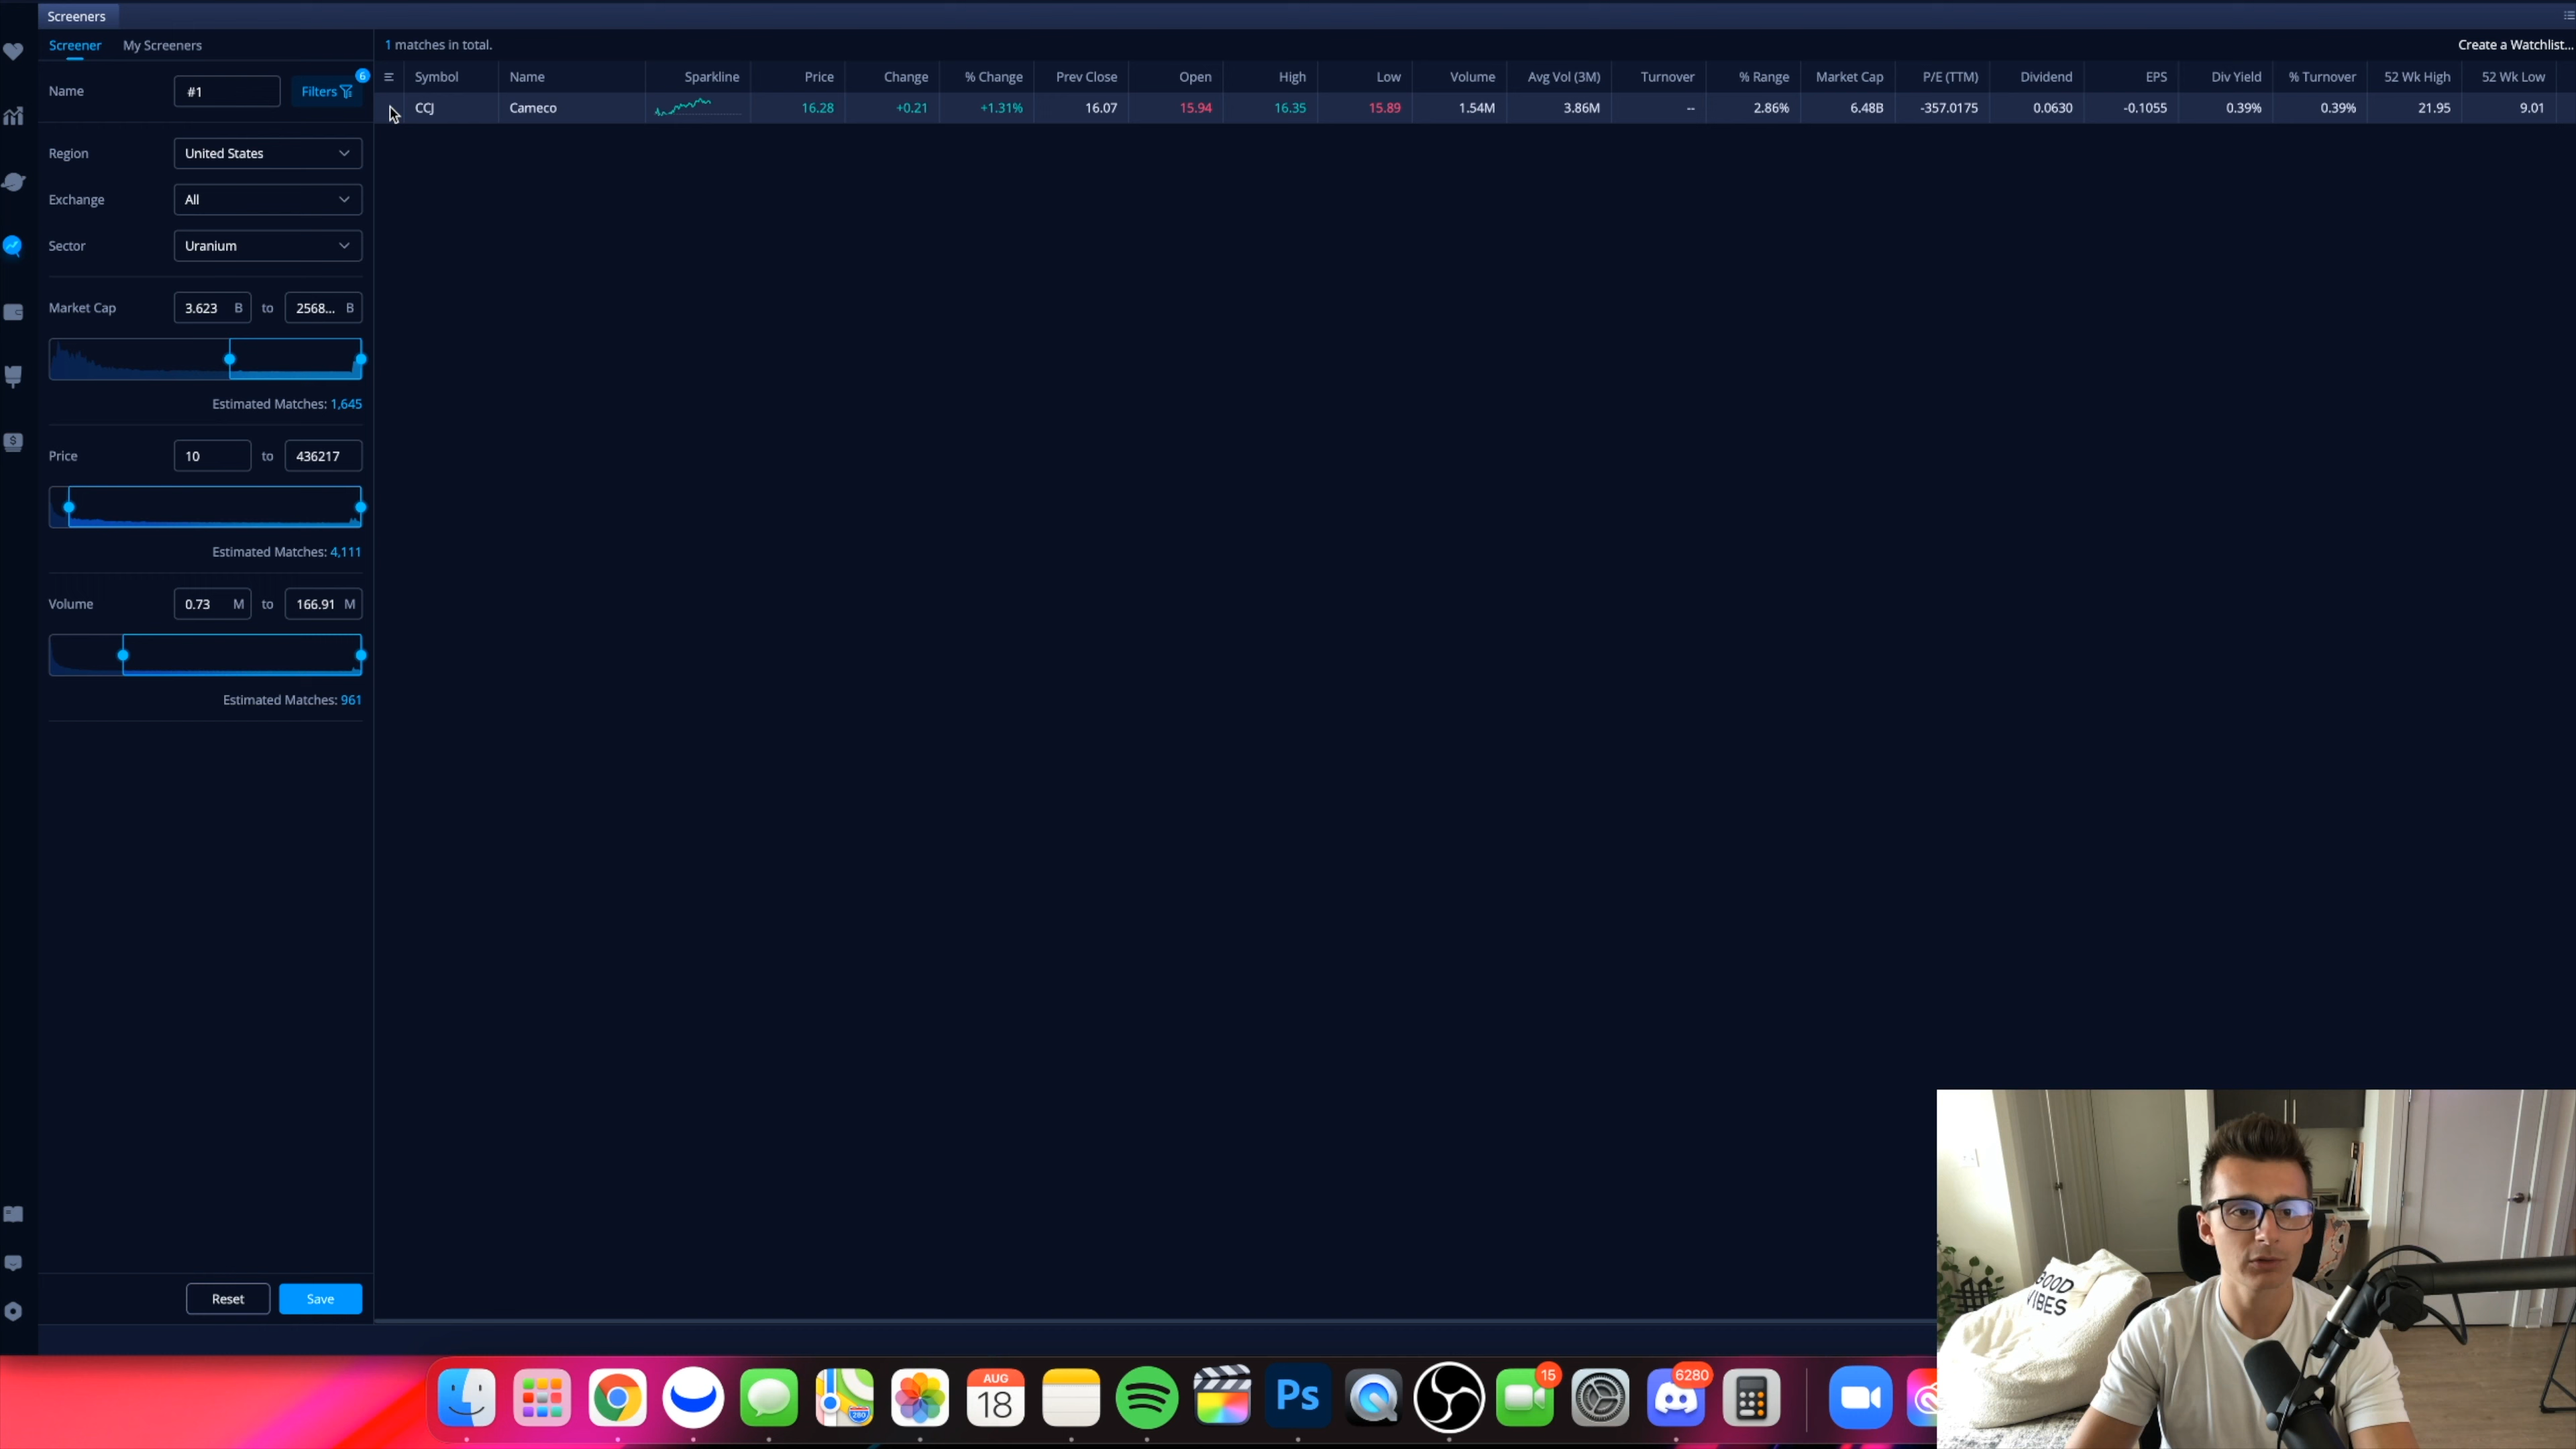 Screeners
Screener My Screeners
1 matches in total.
Create a Watchlist...
Name #1 Filters 6
Symbol Name Sparkline Price Change % Change Prev Close Open High Low Volume Avg Vol (3M) Turnover % Range Market Cap P/E (TTM) Dividend EPS Div Yield % Turnover 52 Wk High 52 Wk Low
CCJ Cameco 16.28 +0.21 +1.31% 16.07 15.94 16.35 15.89 1.54M 3.86M -- 2.86% 6.48B -357.0175 0.0630 -0.1055 0.39% 0.39% 21.95 9.01
Region United States
Exchange All
Sector Uranium
Market Cap 3.623 B to 2568... B
Estimated Matches: 1,645
Price 10 to 436217
Estimated Matches: 4,111
Volume 0.73 M to 166.91 M
Estimated Matches: 961
Reset Save
GOOD
VIBES
AUG
18
280
Ps
15
6280